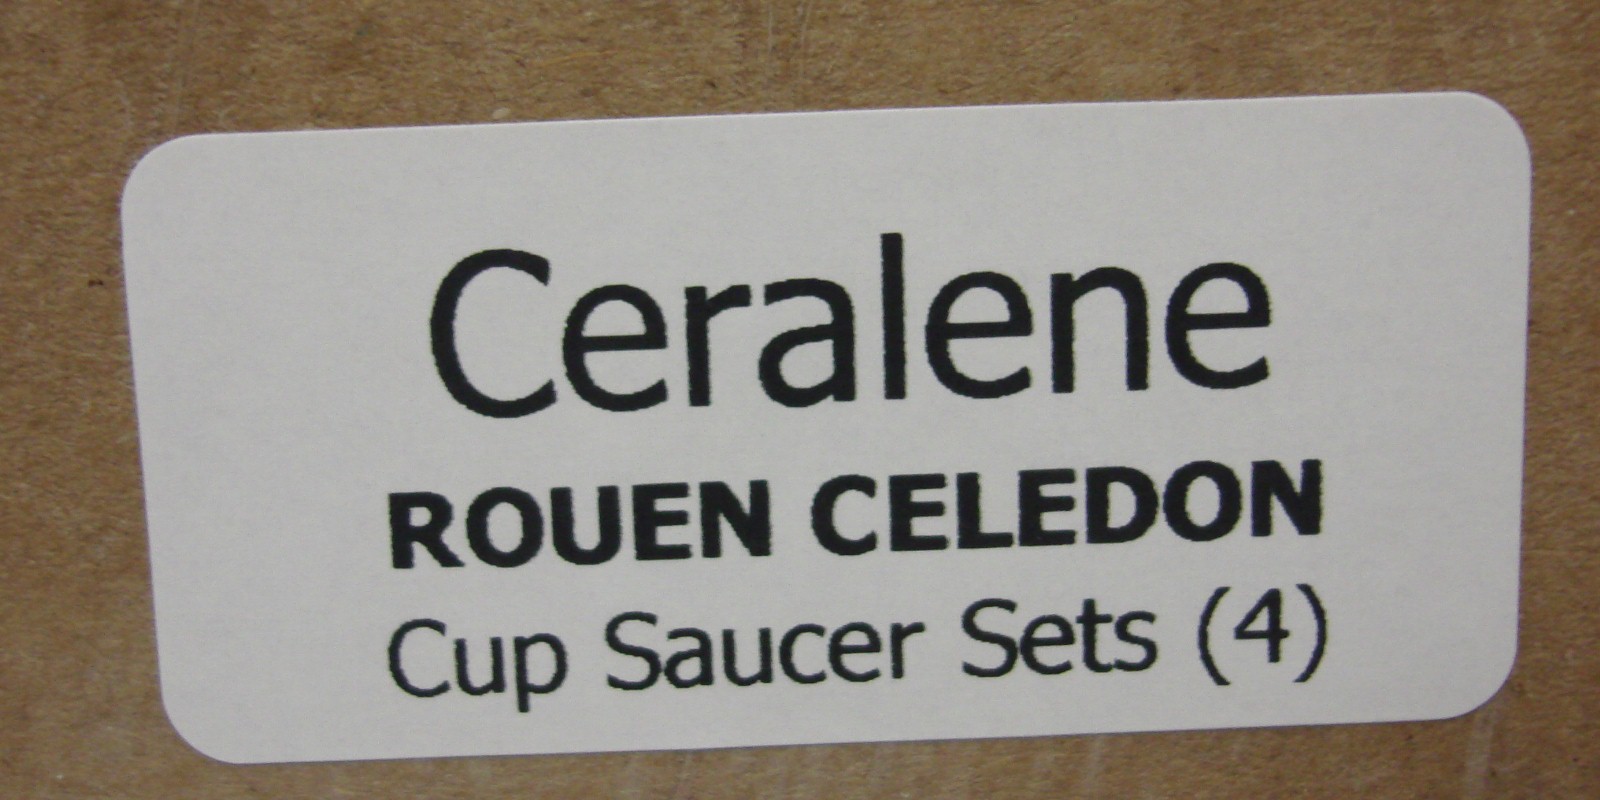 Ceralene
ROUEN CELEDON
Cup Saucer Sets (4)